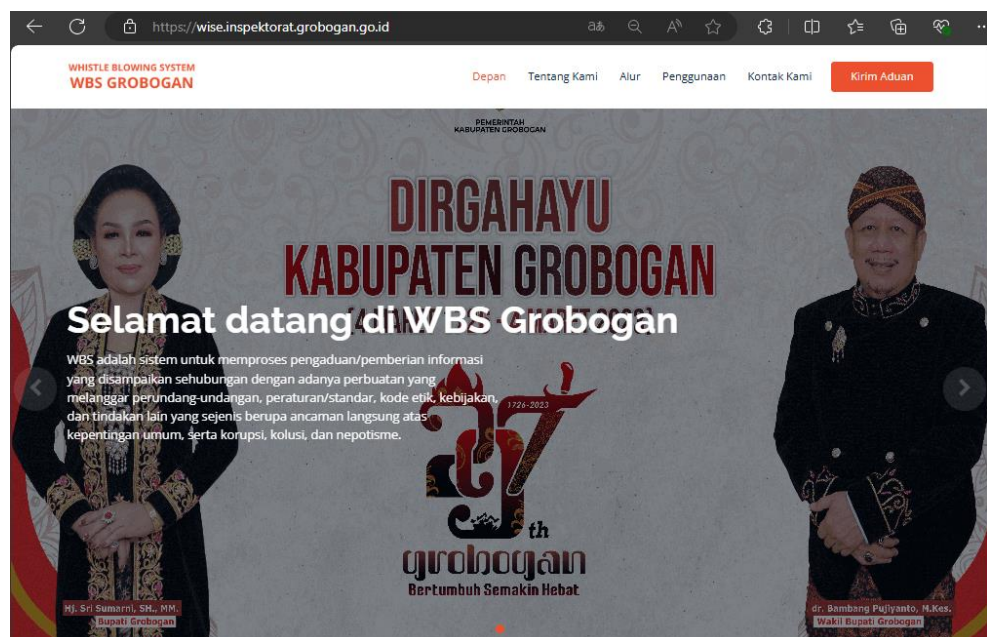 https://wise.inspektorat.grobogan.go.id
WHISTLE BLOWING SYSTEM
WBS GROBOGAN
Depan Tentang Kami Alur Penggunaan Kontak Kami Kirim Aduan
PEMERINTAH
KABUPATEN GROBOGAN
DIRGAHAYU
KABUPATEN GROBOGAN
Selamat datang di WBS Grobogan
WBS adalah sistem untuk memproses pengaduan/pemberian informasi
yang disampaikan sehubungan dengan adanya perbuatan yang
melanggar perundang-undangan, peraturan/standar, kode etik, kebijakan,
dan tindakan lain yang sejenis berupa ancaman langsung atas
kepentingan umum, serta korupsi, kolusi, dan nepotisme.
1726-2023
297
th
grobogan
Bertumbuh Semakin Hebat
Hj. Sri Sumarni, SH., MM.
Bupati Grobogan
dr. Bambang Pujiyanto, M.Kes.
Wakil Bupati Grobogan